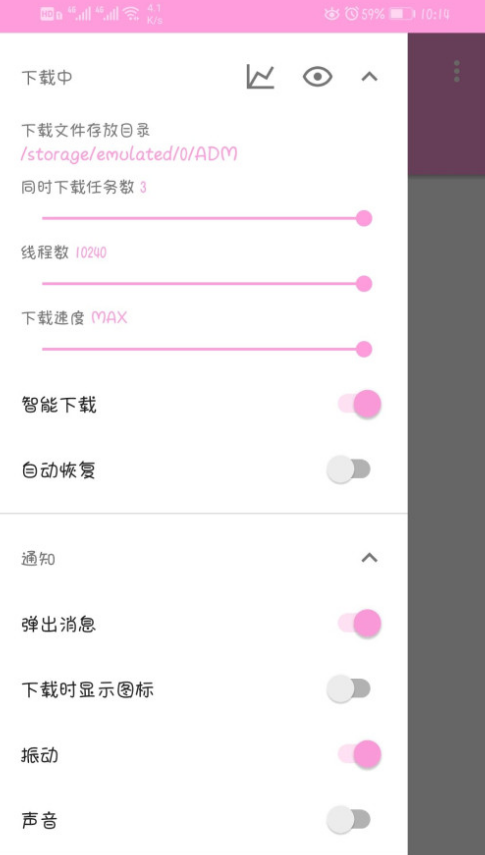 HD B 4G 4G 4.1 K/s 59% 10:14
下载中
下载文件存放目录
/storage/emulated/0/ADM
同时下载任务数 3
线程数 10240
下载速度 MAX
智能下载
自动恢复
通知
弹出消息
下载时显示图标
振动
声音